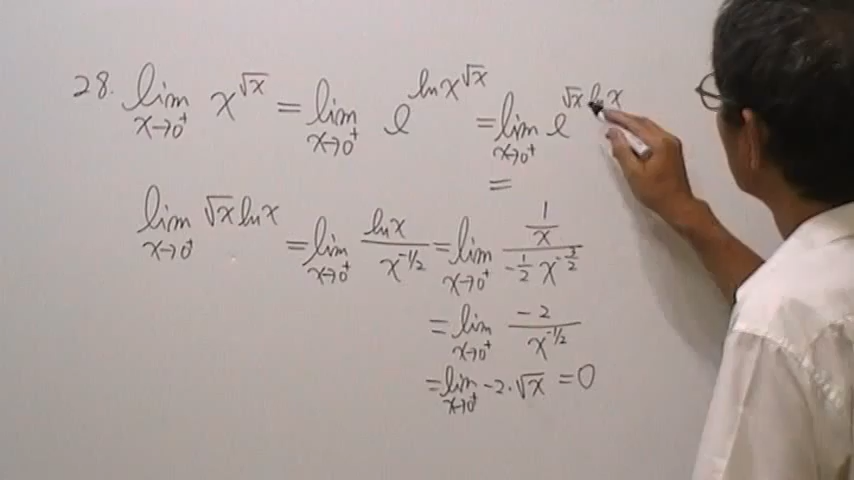 28. lim x→0⁺ x^√x = lim x→0⁺ e^(ln x^√x) = lim x→0⁺ e^(√x ln x)
=
lim x→0⁺ √x ln x = lim x→0⁺ ln x / x^(-1/2) = lim x→0⁺ (1/x) / (-1/2 x^(-3/2))
= lim x→0⁺ -2 / x^(-1/2)
= lim x→0⁺ -2·√x = 0